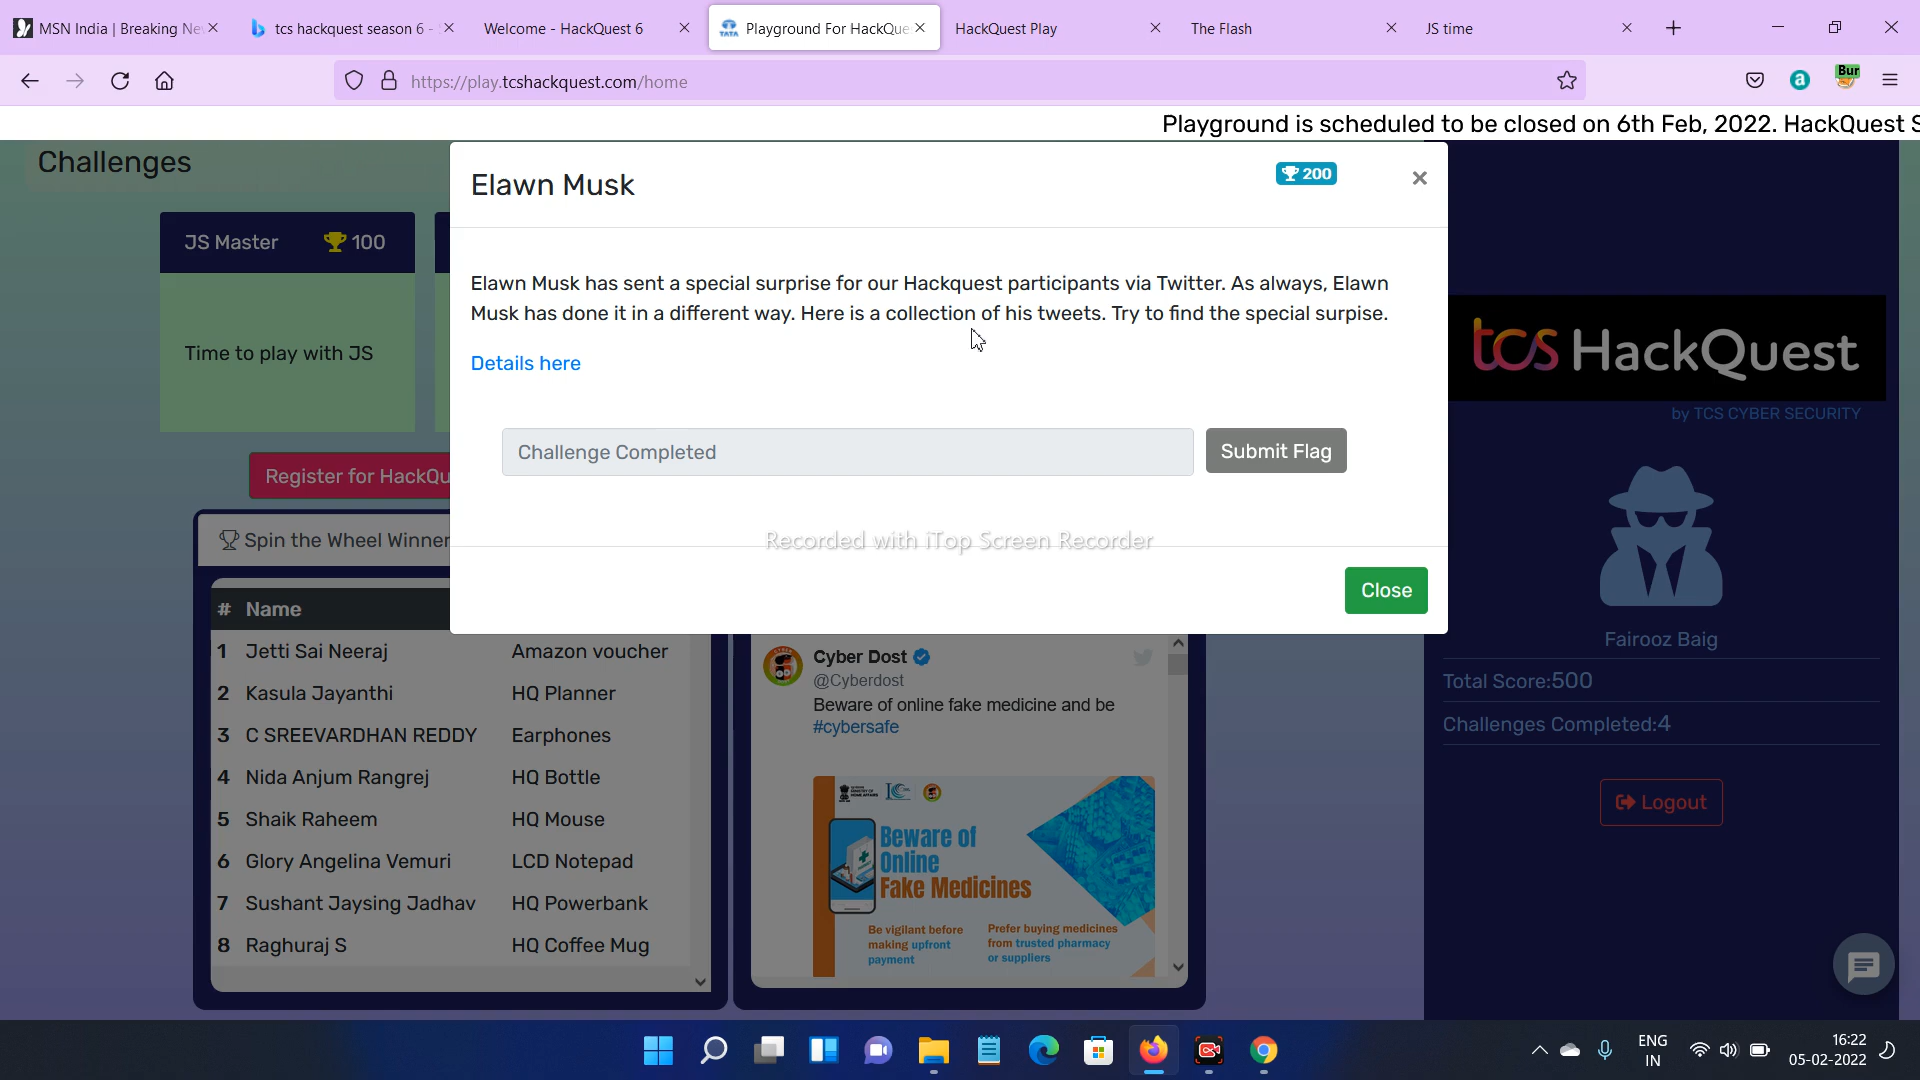 MSN India | Breaking Ne
tcs hackquest season 6 -
Welcome - HackQuest 6
Playground For HackQue
HackQuest Play
The Flash
JS time
https://play.tcshackquest.com/home
Bur
Playground is scheduled to be closed on 6th Feb, 2022. HackQuest S
Challenges
JS Master 100
Time to play with JS
Register for HackQu
Elawn Musk
200
Elawn Musk has sent a special surprise for our Hackquest participants via Twitter. As always, Elawn
Musk has done it in a different way. Here is a collection of his tweets. Try to find the special surpise.
Details here
Challenge Completed
Submit Flag
Recorded with iTop Screen Recorder
Close
Spin the Wheel Winner
# Name
1 Jetti Sai Neeraj Amazon voucher
2 Kasula Jayanthi HQ Planner
3 C SREEVARDHAN REDDY Earphones
4 Nida Anjum Rangrej HQ Bottle
5 Shaik Raheem HQ Mouse
6 Glory Angelina Vemuri LCD Notepad
7 Sushant Jaysing Jadhav HQ Powerbank
8 Raghuraj S HQ Coffee Mug
Cyber Dost
@Cyberdost
Beware of online fake medicine and be
#cybersafe
Beware of
Online
Fake Medicines
Be vigilant before
making upfront
payment
Prefer buying medicines
from trusted pharmacy
or suppliers
tcs HackQuest
by TCS CYBER SECURITY
Fairooz Baig
Total Score:500
Challenges Completed:4
Logout
ENG
IN
16:22
05-02-2022